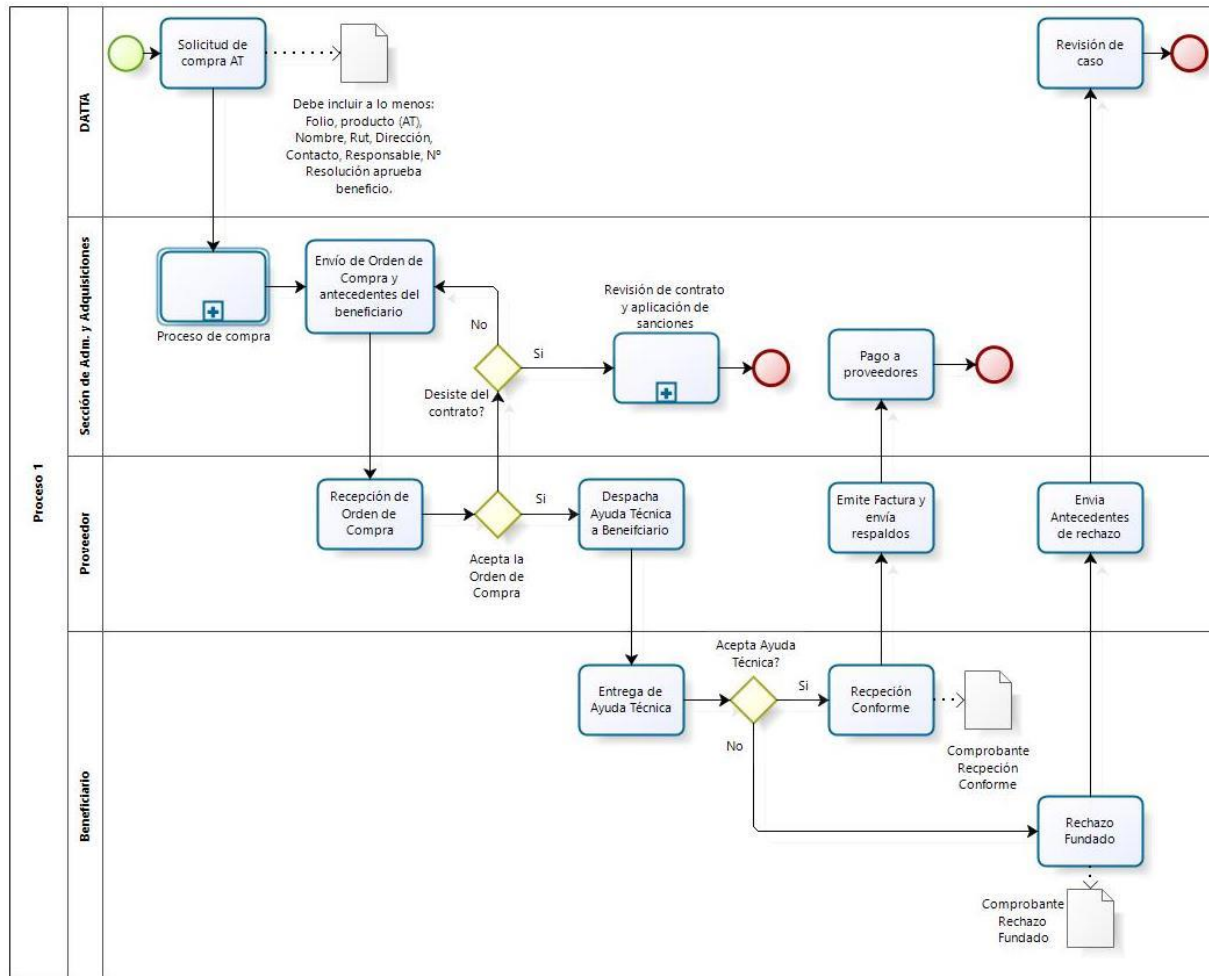 Proceso 1
DATTA
Solicitud de
compra AT
Debe incluir a lo menos:
Folio, producto (AT),
Nombre, Rut, Dirección,
Contacto, Responsable, Nº
Resolución aprueba
beneficio.
Revisión de
caso
Sección de Adm. y Adquisiciones
Proceso de compra
Envío de Orden de
Compra y
antecedentes del
beneficiario
No
Si
Desiste del
contrato?
Revisión de contrato
y aplicación de
sanciones
Pago a
proveedores
Proveedor
Recepción de
Orden de
Compra
Si
Acepta la
Orden de
Compra
Despacha
Ayuda Técnica
a Beneifciario
Emite Factura y
envía
respaldos
Envia
Antecedentes
de rechazo
Beneficiario
Entrega de
Ayuda Técnica
Acepta Ayuda
Técnica?
Si
No
Recpeción
Conforme
Comprobante
Recpeción
Conforme
Rechazo
Fundado
Comprobante
Rechazo
Fundado